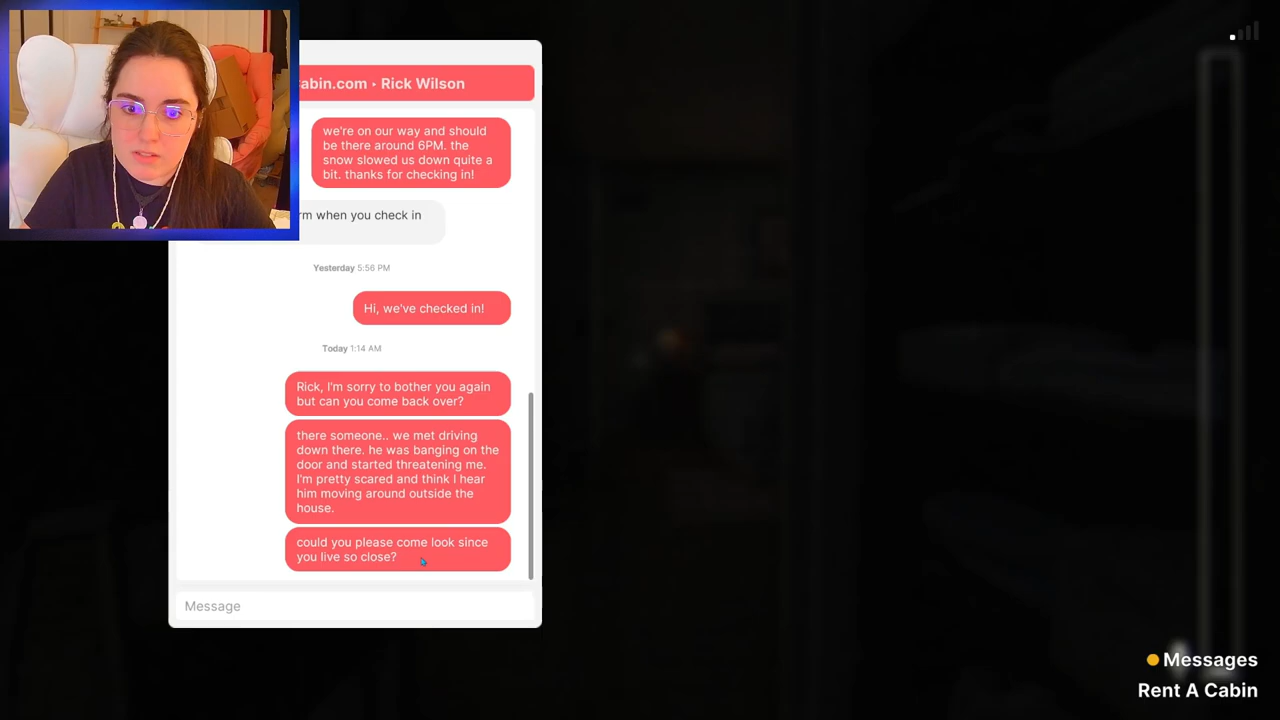 abin.com ▸ Rick Wilson
we're on our way and should
be there around 6PM. the
snow slowed us down quite a
bit. thanks for checking in!
when you check in
Yesterday 5:56 PM
Hi, we've checked in!
Today 1:14 AM
Rick, I'm sorry to bother you again
but can you come back over?
there someone.. we met driving
down there. he was banging on the
door and started threatening me.
I'm pretty scared and think I hear
him moving around outside the
house.
could you please come look since
you live so close?
Message
Messages
Rent A Cabin